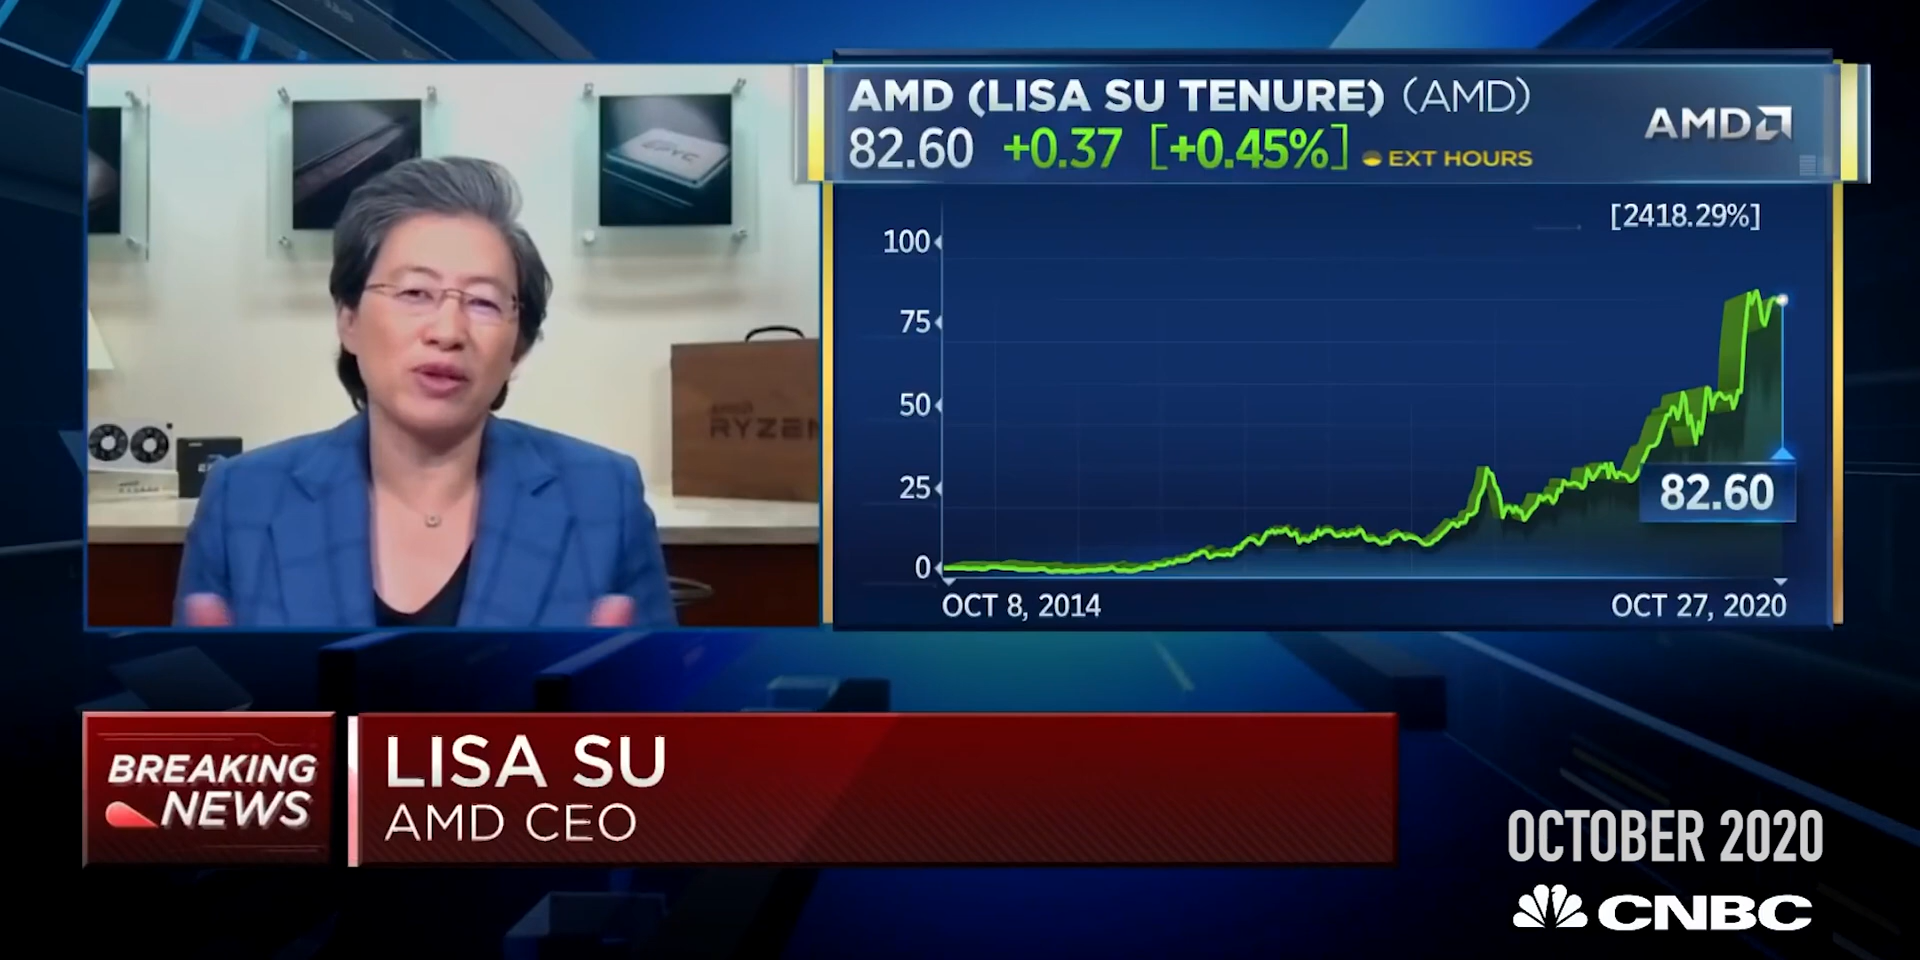 EPYC
AMD
RYZEN
AMD (LISA SU TENURE) (AMD)
82.60 +0.37 [+0.45%] EXT HOURS
AMD
[2418.29%]
100
75
50
25
0
82.60
OCT 8, 2014
OCT 27, 2020
BREAKING
NEWS
LISA SU
AMD CEO
OCTOBER 2020
CNBC